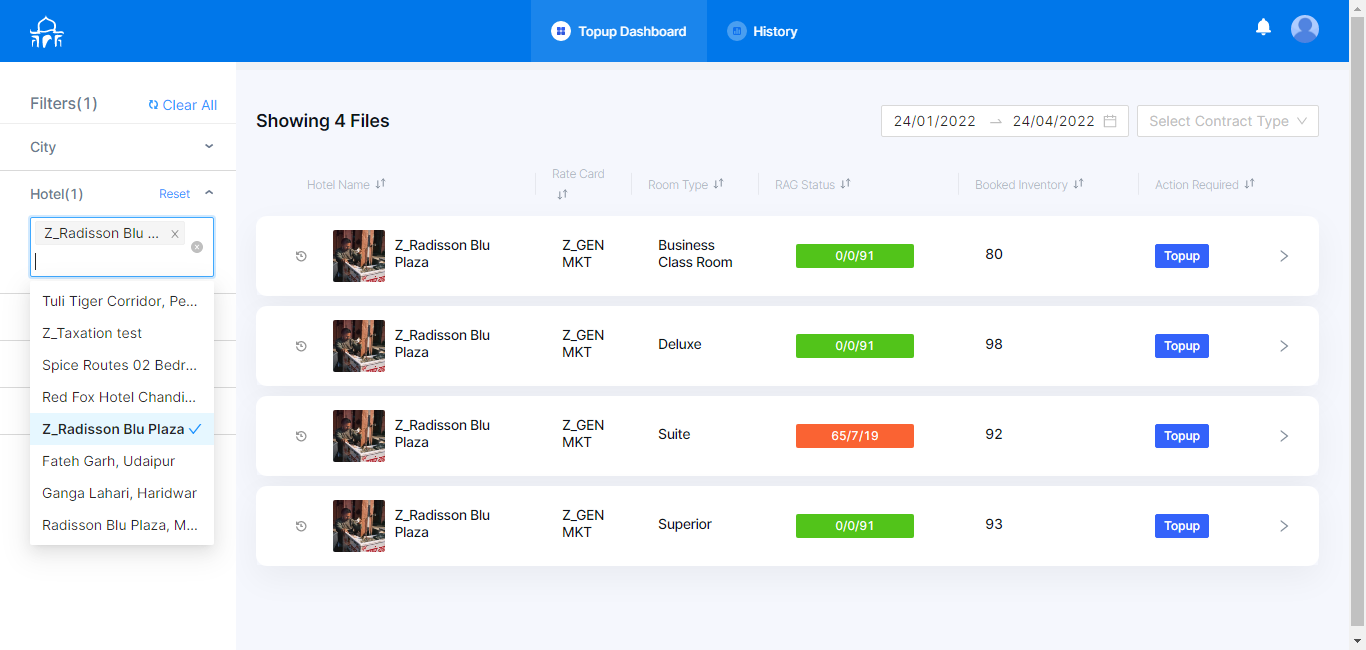 Topup Dashboard
History
Filters(1)
Clear All
City
Hotel(1)
Reset
Z_Radisson Blu ...
Tuli Tiger Corridor, Pe...
Z_Taxation test
Spice Routes 02 Bedr...
Red Fox Hotel Chandi...
Z_Radisson Blu Plaza
Fateh Garh, Udaipur
Ganga Lahari, Haridwar
Radisson Blu Plaza, M...
Showing 4 Files
24/01/2022
24/04/2022
Select Contract Type
Hotel Name
Rate Card
Room Type
RAG Status
Booked Inventory
Action Required
Z_Radisson Blu
Plaza
Z_GEN
MKT
Business
Class Room
0/0/91
80
Topup
Z_Radisson Blu
Plaza
Z_GEN
MKT
Deluxe
0/0/91
98
Topup
Z_Radisson Blu
Plaza
Z_GEN
MKT
Suite
65/7/19
92
Topup
Z_Radisson Blu
Plaza
Z_GEN
MKT
Superior
0/0/91
93
Topup